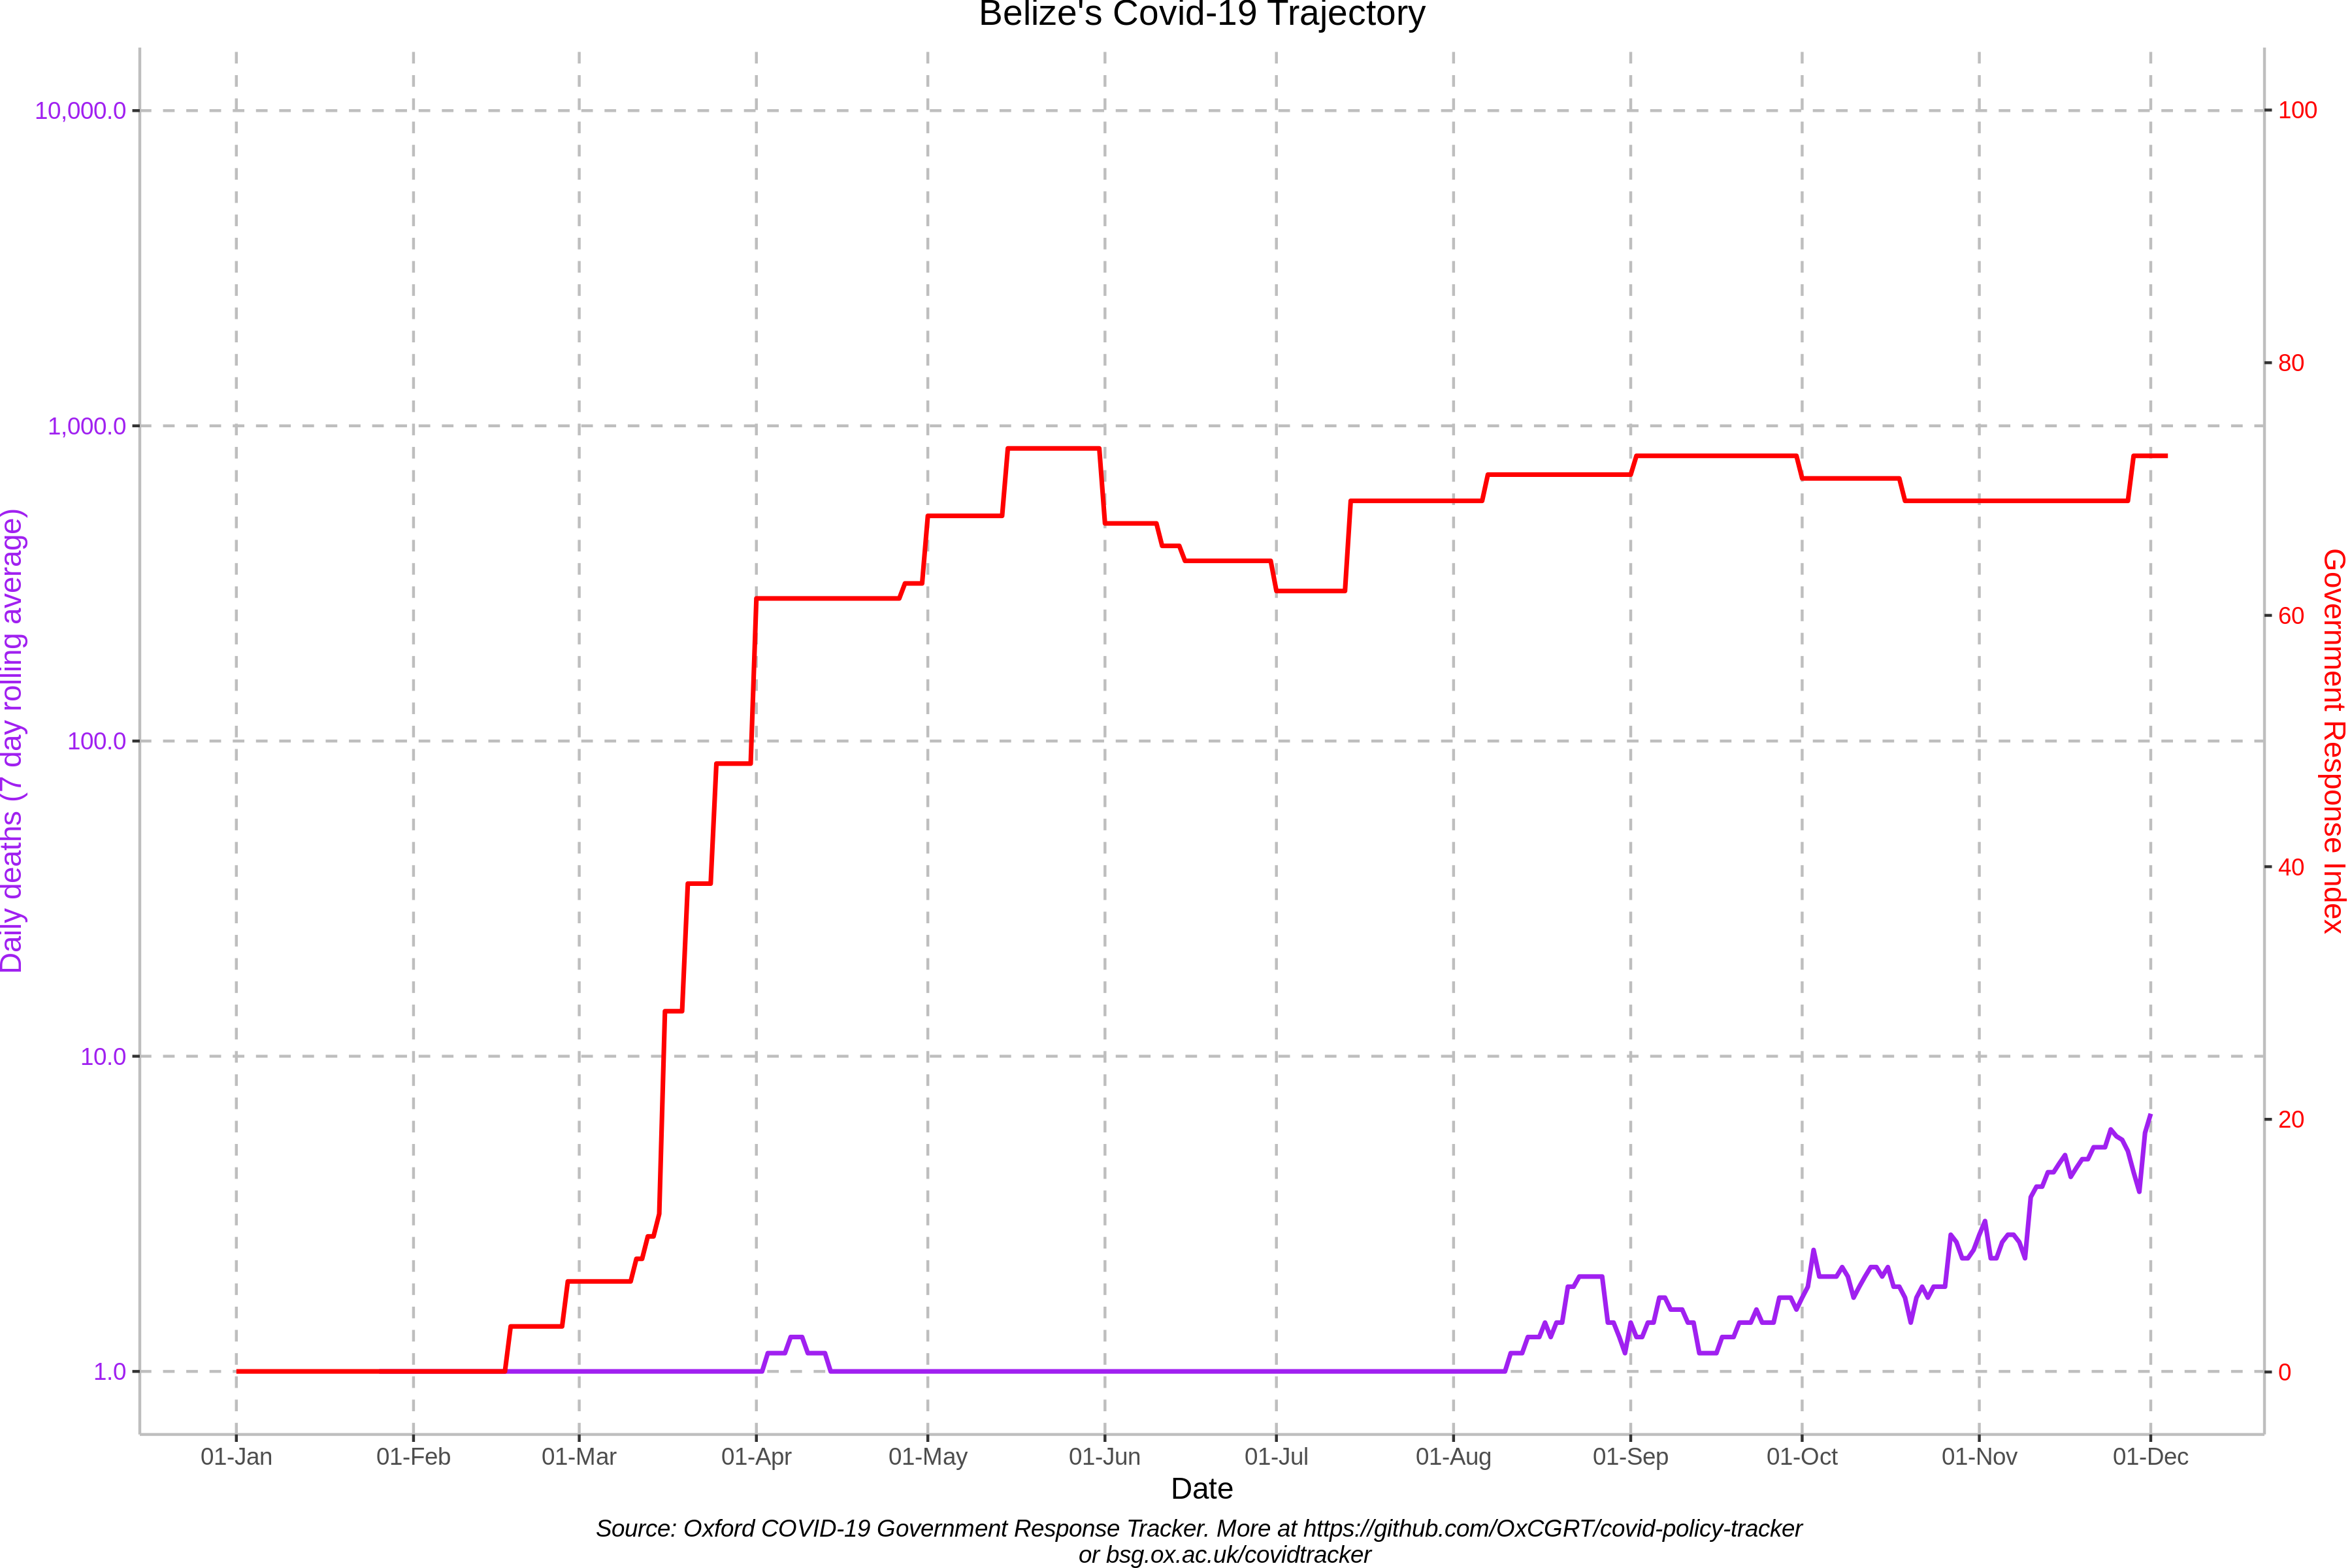 Belize's Covid-19 Trajectory
10,000.0
1,000.0
100.0
10.0
1.0
Daily deaths (7 day rolling average)
100
80
60
40
20
0
Government Response Index
01-Jan 01-Feb 01-Mar 01-Apr 01-May 01-Jun 01-Jul 01-Aug 01-Sep 01-Oct 01-Nov 01-Dec
Date
Source: Oxford COVID-19 Government Response Tracker. More at https://github.com/OxCGRT/covid-policy-tracker
or bsg.ox.ac.uk/covidtracker